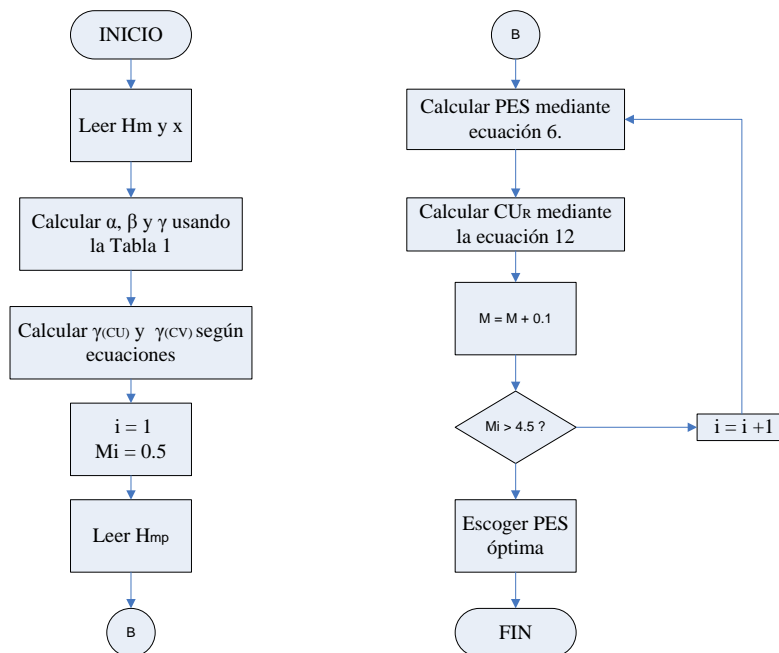 INICIO
Leer Hm y x
Calcular α, β y γ usando
la Tabla 1
Calcular γ(CU) y γ(CV) según
ecuaciones
i = 1
Mi = 0.5
Leer Hmp
B
B
Calcular PES mediante
ecuación 6.
Calcular CUR mediante
la ecuación 12
M = M + 0.1
Mi > 4.5 ?
i = i +1
Escoger PES
óptima
FIN